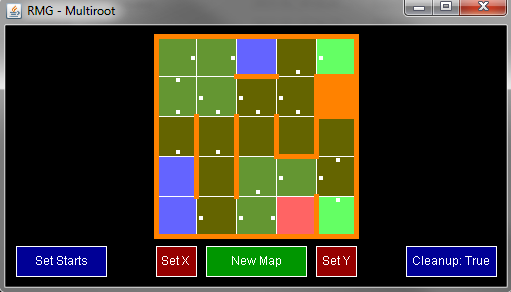 RMG - Multiroot
Set Starts
Set X
New Map
Set Y
Cleanup: True